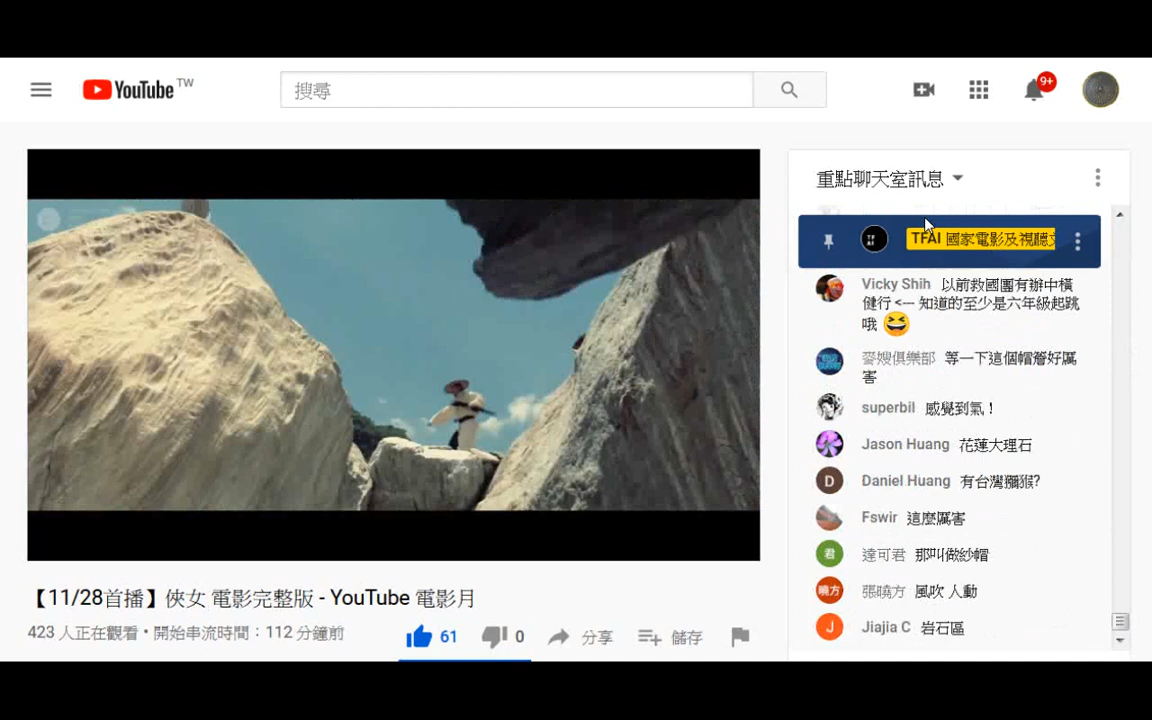 YouTube TW
搜尋
9+
重點聊天室訊息
TF
AI
TFAI 國家電影及視聽文
Vicky Shih 以前救國團有辦中橫
健行 <--- 知道的至少是六年級起跳
哦
麥嫂俱樂部 等一下這個帽簷好厲
害
superbil 感覺到氣！
Jason Huang 花蓮大理石
D Daniel Huang 有台灣獼猴?
Fswir 這麼厲害
君 達可君 那叫做紗帽
曉方 張曉方 風吹 人動
J Jiajia C 岩石區
【11/28首播】俠女 電影完整版 - YouTube 電影月
423 人正在觀看 • 開始串流時間：112 分鐘前
61
0
分享
儲存